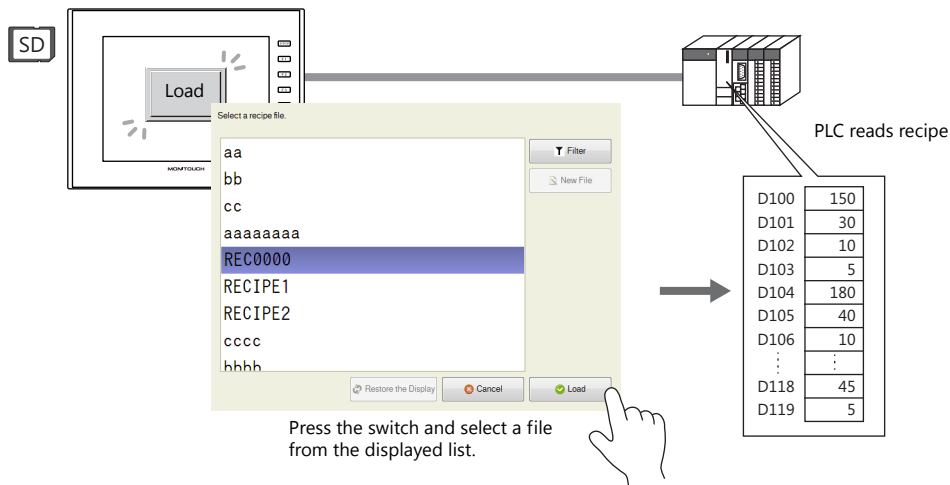 SD
Load
MONITOUCH
Select a recipe file.
aa
bb
cc
aaaaaaaa
REC0000
RECIPE1
RECIPE2
cccc
bbbb
Filter
New File
Restore the Display
Cancel
Load
Press the switch and select a file
from the displayed list.
PLC reads recipe
D100 150
D101 30
D102 10
D103 5
D104 180
D105 40
D106 10
D118 45
D119 5